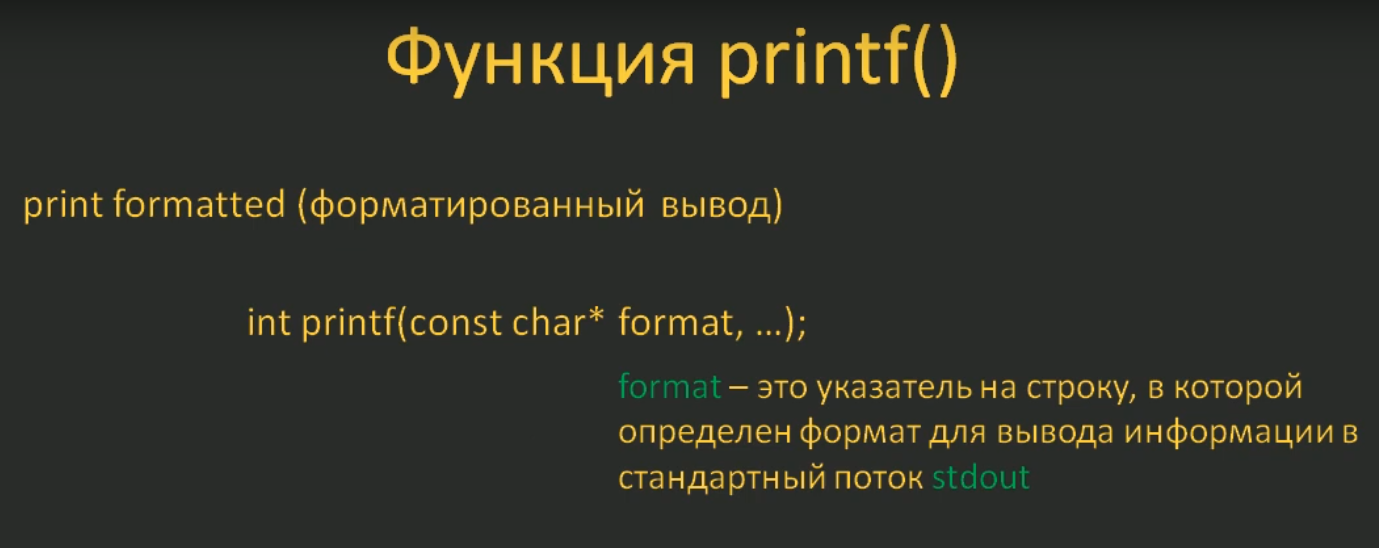 Функция printf()
print formatted (форматированный вывод)
int printf(const char* format, ...);
format – это указатель на строку, в которой
определен формат для вывода информации в
стандартный поток stdout